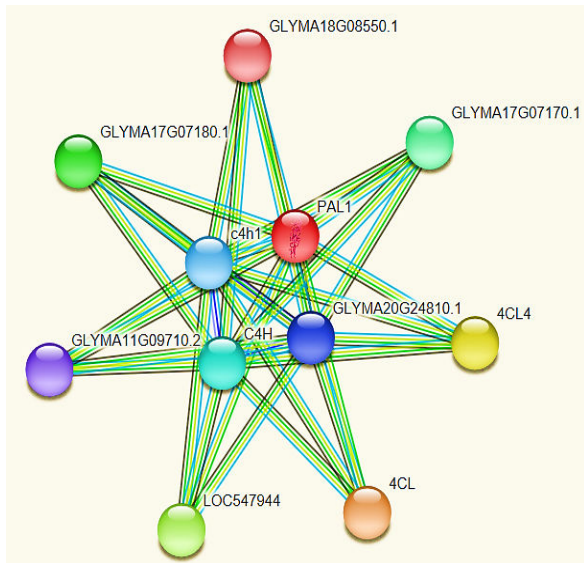 GLYMA18G08550.1
GLYMA17G07170.1
GLYMA17G07180.1
PAL1
c4h1
GLYMA20G24810.1
4CL4
C4H
GLYMA11G09710.2
4CL
LOC547944